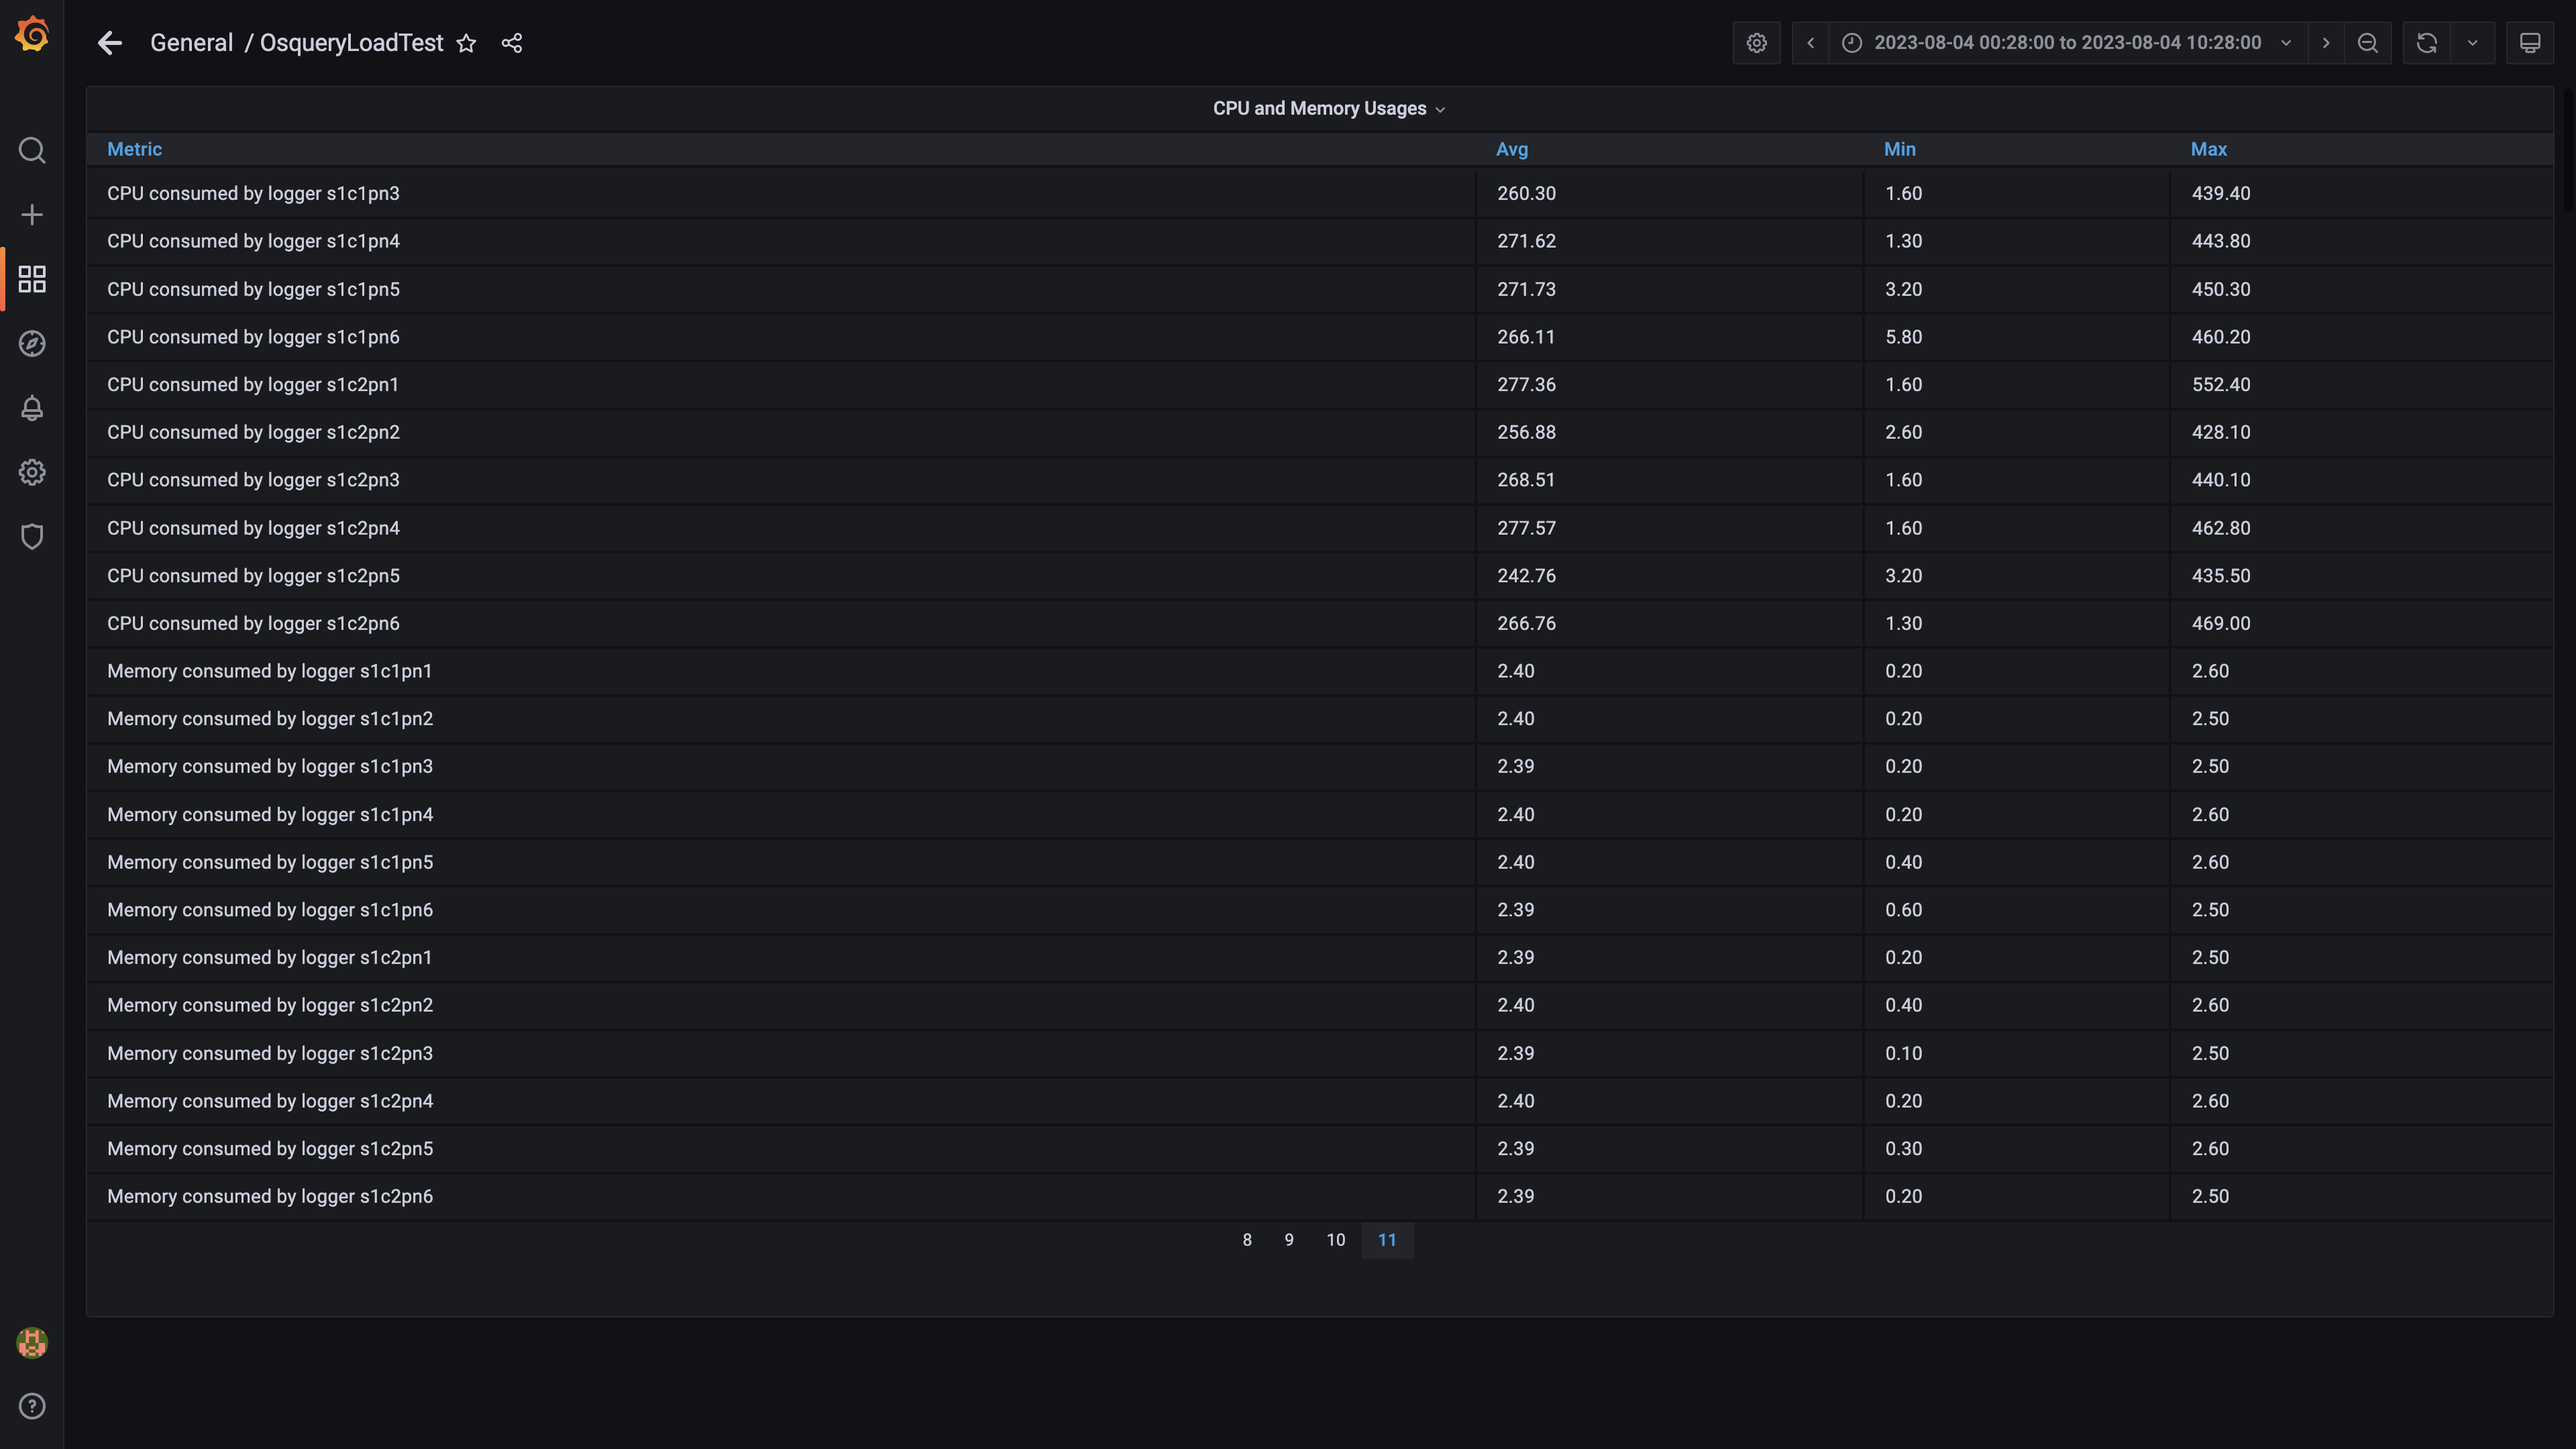 General / OsqueryLoadTest
2023-08-04 00:28:00 to 2023-08-04 10:28:00
CPU and Memory Usages
Metric Avg Min Max
CPU consumed by logger s1c1pn3 260.30 1.60 439.40
CPU consumed by logger s1c1pn4 271.62 1.30 443.80
CPU consumed by logger s1c1pn5 271.73 3.20 450.30
CPU consumed by logger s1c1pn6 266.11 5.80 460.20
CPU consumed by logger s1c2pn1 277.36 1.60 552.40
CPU consumed by logger s1c2pn2 256.88 2.60 428.10
CPU consumed by logger s1c2pn3 268.51 1.60 440.10
CPU consumed by logger s1c2pn4 277.57 1.60 462.80
CPU consumed by logger s1c2pn5 242.76 3.20 435.50
CPU consumed by logger s1c2pn6 266.76 1.30 469.00
Memory consumed by logger s1c1pn1 2.40 0.20 2.60
Memory consumed by logger s1c1pn2 2.40 0.20 2.50
Memory consumed by logger s1c1pn3 2.39 0.20 2.50
Memory consumed by logger s1c1pn4 2.40 0.20 2.60
Memory consumed by logger s1c1pn5 2.40 0.40 2.60
Memory consumed by logger s1c1pn6 2.39 0.60 2.50
Memory consumed by logger s1c2pn1 2.39 0.20 2.50
Memory consumed by logger s1c2pn2 2.40 0.40 2.60
Memory consumed by logger s1c2pn3 2.39 0.10 2.50
Memory consumed by logger s1c2pn4 2.40 0.20 2.60
Memory consumed by logger s1c2pn5 2.39 0.30 2.60
Memory consumed by logger s1c2pn6 2.39 0.20 2.50
8 9 10 11